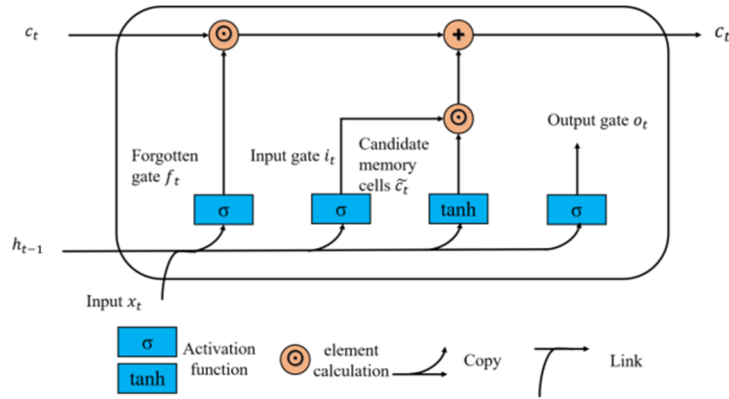 c_t
c_t
Output gate o_t
Forgotten
gate f_t
Input gate i_t
Candidate
memory
cells c̃_t
σ
σ
tanh
σ
h_{t−1}
Input x_t
σ
tanh
Activation
function
element
calculation
Copy
Link